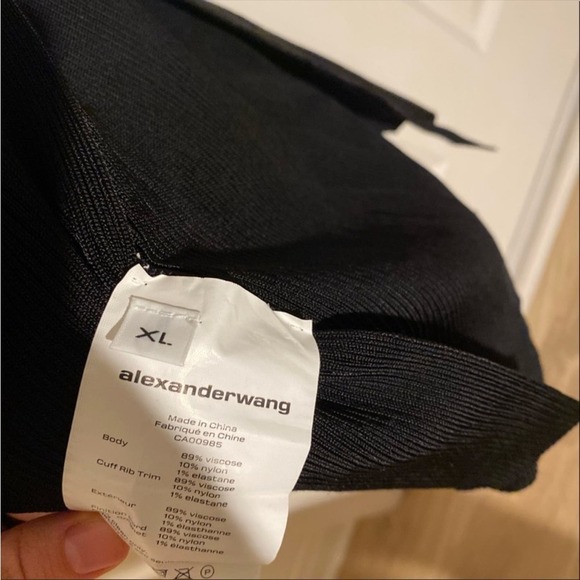 XL
alexanderwang
Made in China
Fabriqué en Chine
CA00985
Body 89% viscose
10% nylon
1% elastane
Cuff Rib Trim 89% viscose
10% nylon
1% elastane
Exterieur 89% viscose
10% nylon
1% élasthanne
89% viscose
10% nylon
1% élasthanne
P